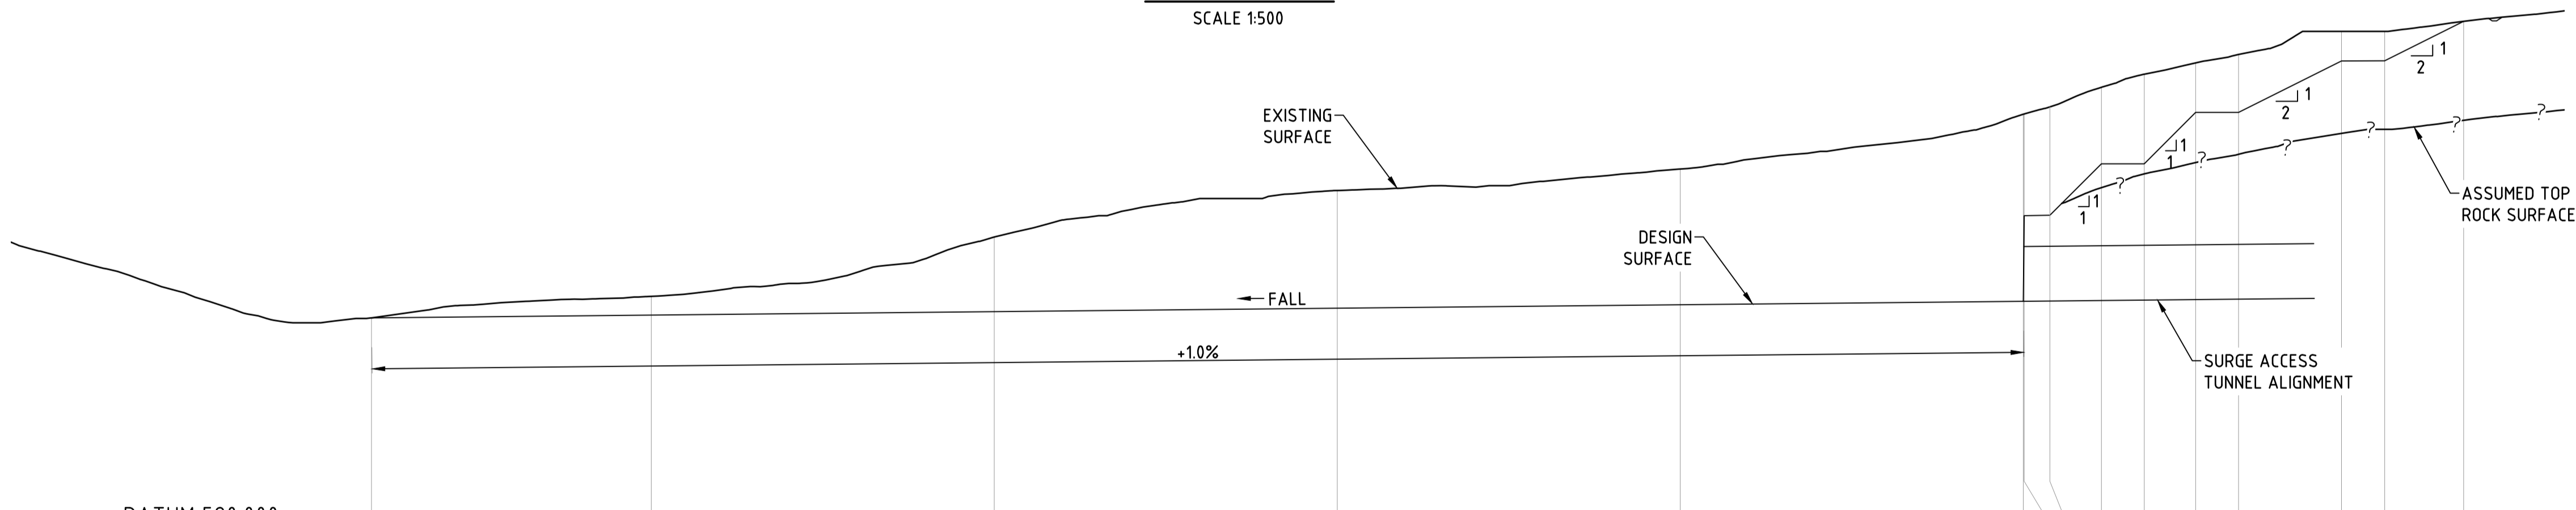 SCALE 1:500
1
2
1
2
EXISTING
SURFACE
1
1
1
1
?
?
?
?
?
?
ASSUMED TOP
ROCK SURFACE
DESIGN
SURFACE
FALL
+1.0%
SURGE ACCESS
TUNNEL ALIGNMENT